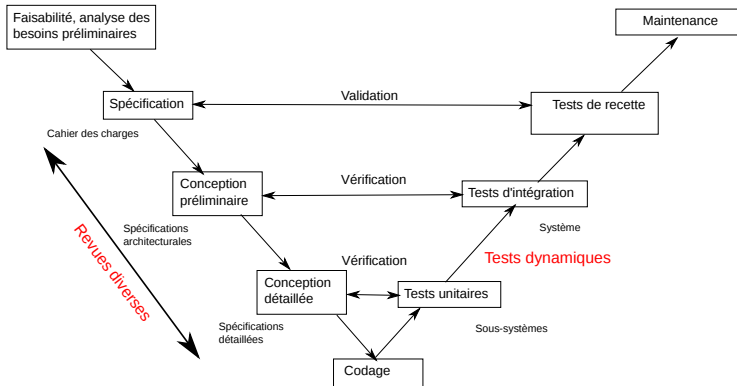 Faisabilité, analyse des
besoins préliminaires
Maintenance
Spécification
Validation
Tests de recette
Cahier des charges
Conception
préliminaire
Vérification
Tests d'intégration
Spécifications
architecturales
Système
Revues diverses
Tests dynamiques
Vérification
Conception
détaillée
Tests unitaires
Spécifications
détaillées
Sous-systèmes
Codage